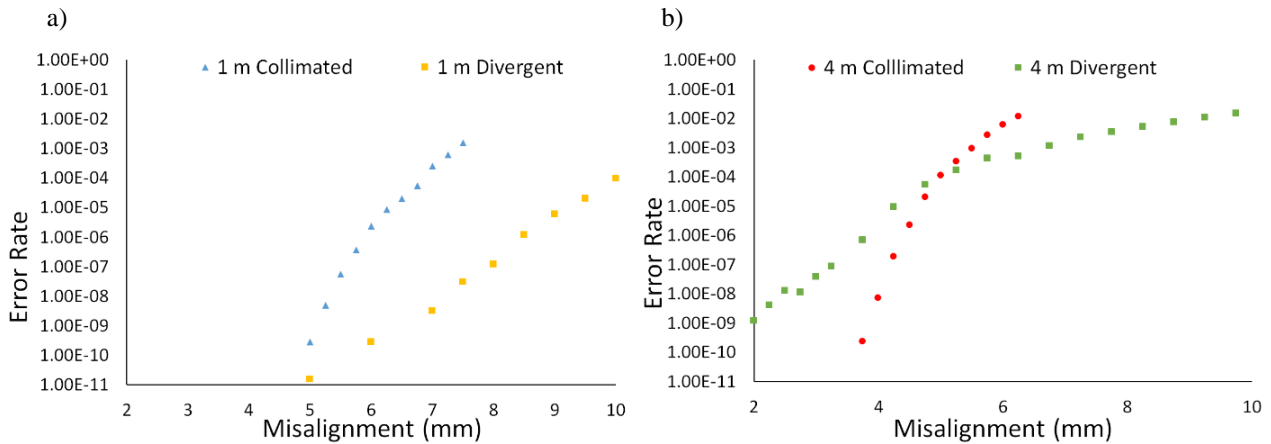 a)
1 m Collimated
1 m Divergent
1.00E+00
1.00E-01
1.00E-02
1.00E-03
1.00E-04
1.00E-05
1.00E-06
1.00E-07
1.00E-08
1.00E-09
1.00E-10
1.00E-11
Error Rate
2 2 3 4 5 6 7 8 9 10
Misalignment (mm)
b)
4 m Colllimated
4 m Divergent
1.00E+00
1.00E-01
1.00E-02
1.00E-03
1.00E-04
1.00E-05
1.00E-06
1.00E-07
1.00E-08
1.00E-09
1.00E-10
1.00E-11
Error Rate
2 4 6 8 10
Misalignment (mm)